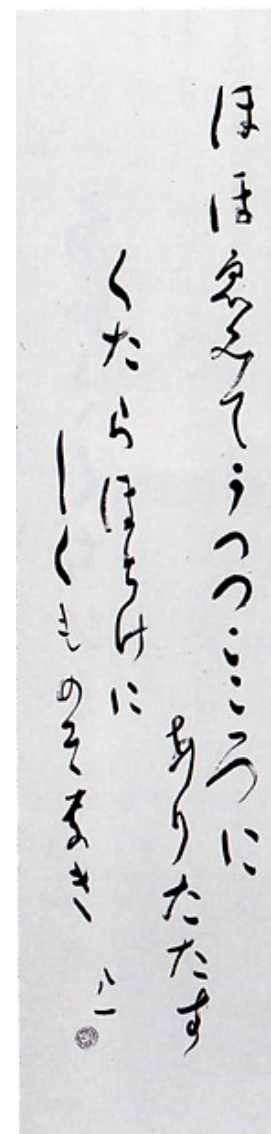 ほほゑみてうつつこころに
ありたたす
くたらほとけに
しくものそなき
八一